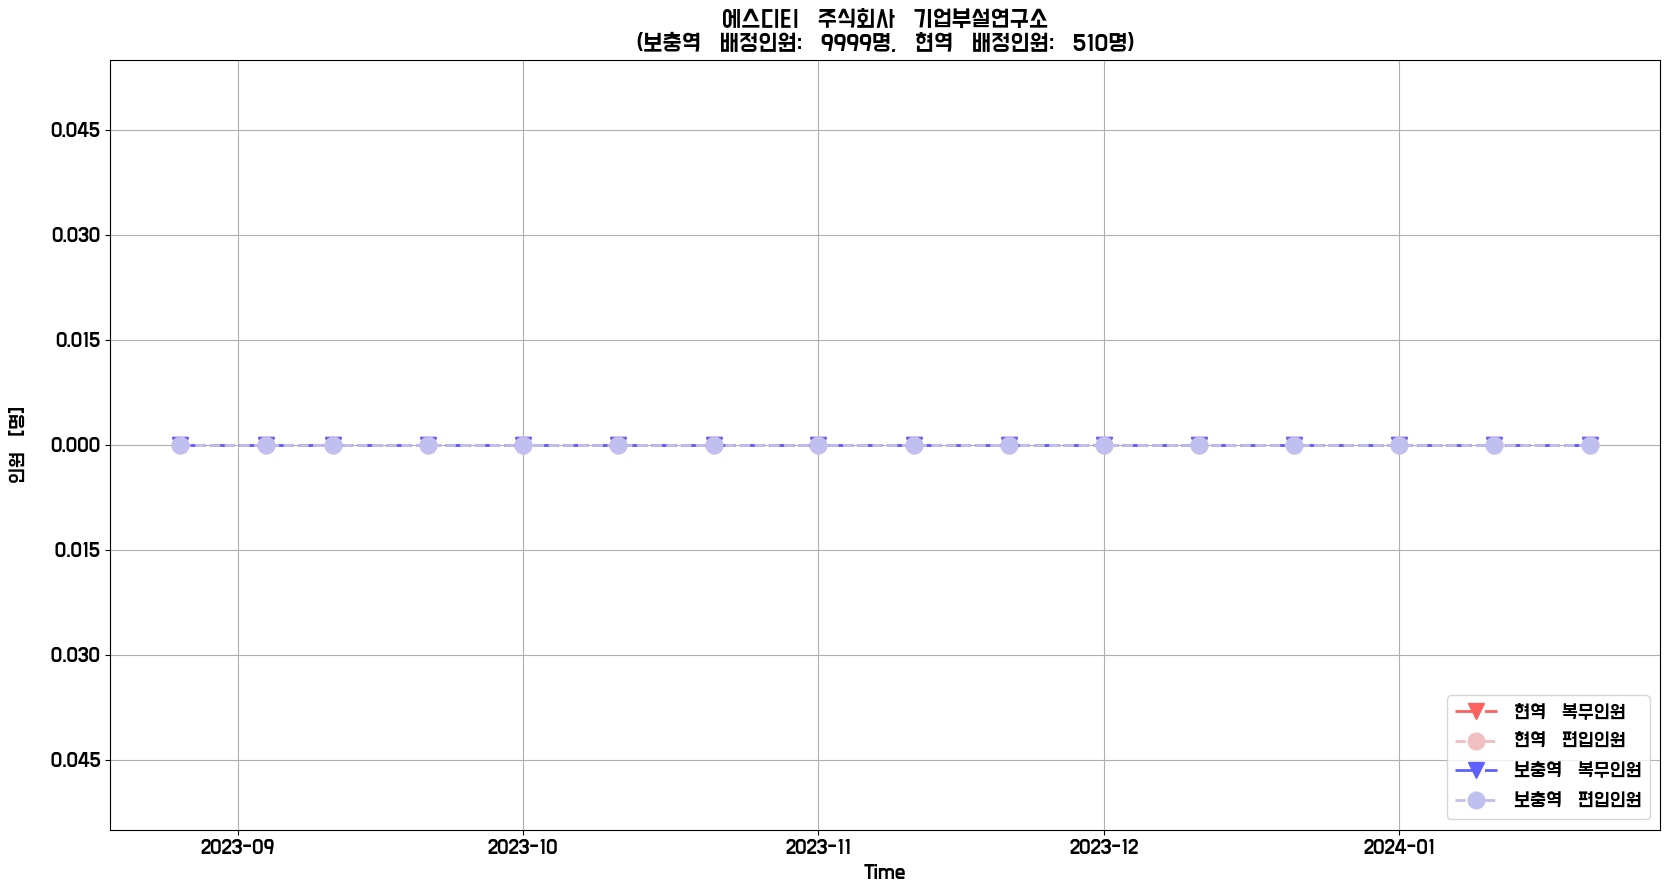 에스디티 주식회사 기업부설연구소
(보충역 배정인원: 9999명, 현역 배정인원: 510명)
인원 [명]
0.045
0.030
0.015
0.000
0.015
0.030
0.045
현역 복무인원
현역 편입인원
보충역 복무인원
보충역 편입인원
2023-09
2023-10
2023-11
2023-12
2024-01
Time